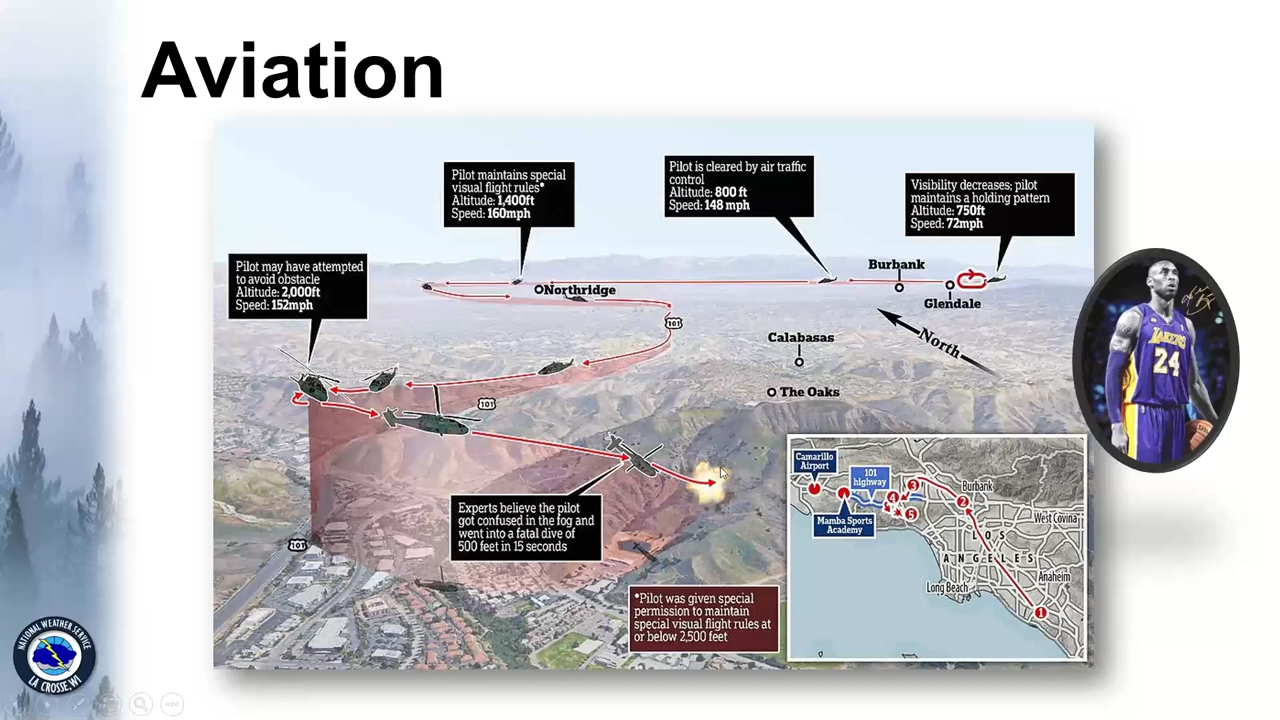 Aviation
Pilot maintains special
visual flight rules*
Altitude: 1,400ft
Speed: 160mph
Pilot is cleared by air traffic
control
Altitude: 800 ft
Speed: 148 mph
Visibility decreases; pilot
maintains a holding pattern
Altitude: 750ft
Speed: 72mph
Pilot may have attempted
to avoid obstacle
Altitude: 2,000ft
Speed: 152mph
Burbank
Northridge
Glendale
101
North
Calabasas
The Oaks
101
LAKERS
24
Experts believe the pilot
got confused in the fog and
went into a fatal dive of
500 feet in 15 seconds
101
*Pilot was given special
permission to maintain
special visual flight rules at
or below 2,500 feet
Camarillo
Airport
101
highway
Mamba Sports
Academy
3
Burbank
2
4
5
West Covina
LOS
ANGELES
Long Beach
Anaheim
1
NATIONAL WEATHER SERVICE
LA CROSSE, WI